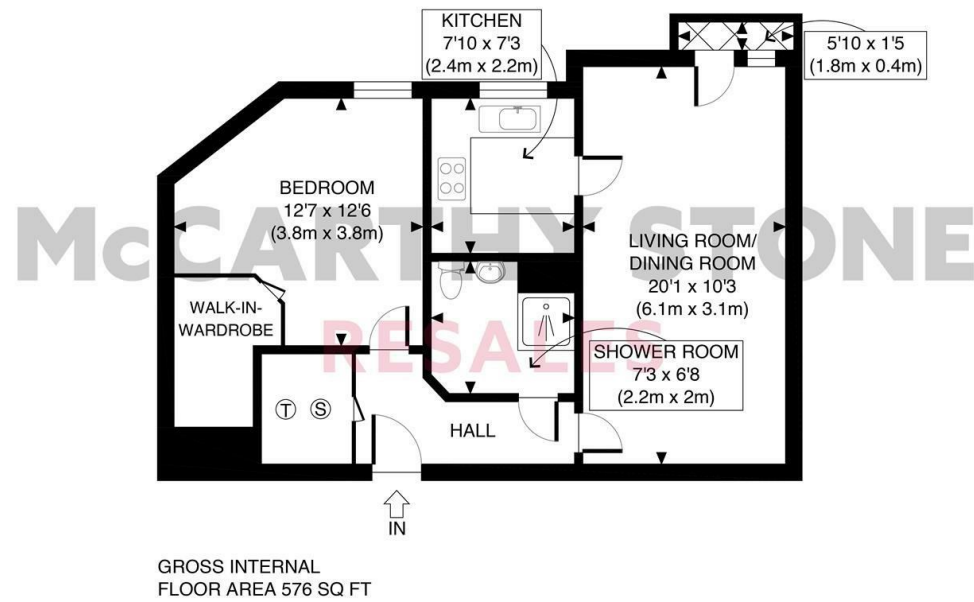 KITCHEN
7'10 x 7'3
(2.4m x 2.2m)
5'10 x 1'5
(1.8m x 0.4m)
BEDROOM
12'7 x 12'6
(3.8m x 3.8m)
McCARTHY STONE
RESALES
LIVING ROOM/
DINING ROOM
20'1 x 10'3
(6.1m x 3.1m)
WALK-IN-
WARDROBE
SHOWER ROOM
7'3 x 6'8
(2.2m x 2m)
T S
HALL
IN
GROSS INTERNAL
FLOOR AREA 576 SQ FT